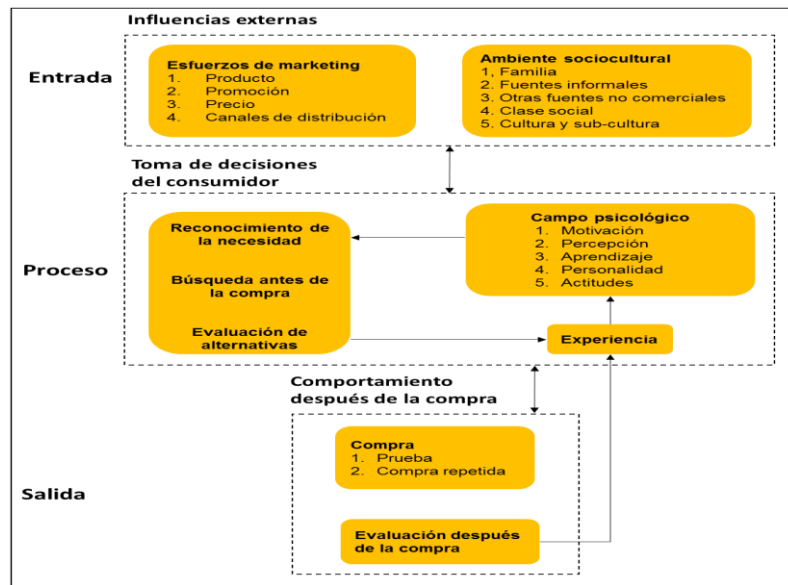 Influencias externas
Entrada
Esfuerzos de marketing
1. Producto
2. Promoción
3. Precio
4. Canales de distribución
Ambiente sociocultural
1, Familia
2. Fuentes informales
3. Otras fuentes no comerciales
4. Clase social
5. Cultura y sub-cultura
Toma de decisiones
del consumidor
Proceso
Reconocimiento de
la necesidad
Búsqueda antes de
la compra
Evaluación de
alternativas
Campo psicológico
1. Motivación
2. Percepción
3. Aprendizaje
4. Personalidad
5. Actitudes
Experiencia
Comportamiento
después de la compra
Salida
Compra
1. Prueba
2. Compra repetida
Evaluación después
de la compra